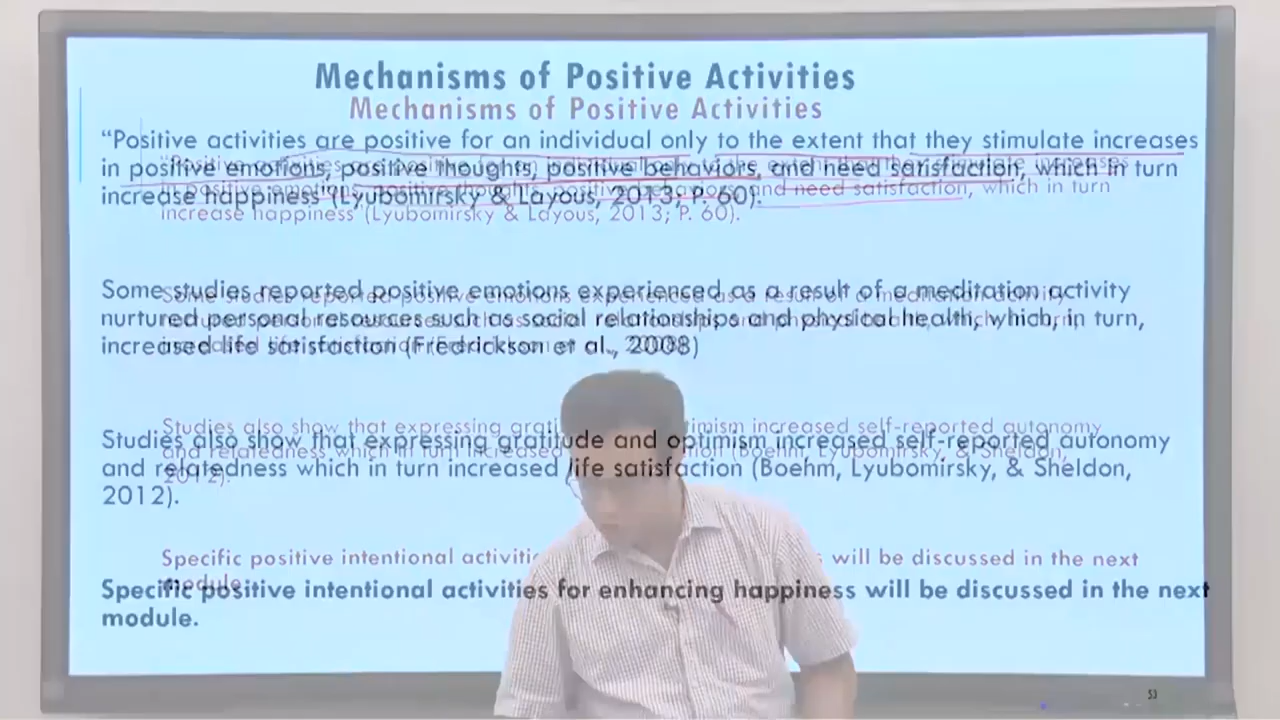 Mechanisms of Positive Activities
“Positive activities are positive for an individual only to the extent that they stimulate increases
in positive emotions, positive thoughts, positive behaviors, and need satisfaction, which in turn
increase happiness (Lyubomirsky & Layous, 2013; P. 60).
Some studies reported positive emotions experienced as a result of a meditation activity
nurtured personal resources such as social relationships and physical health, which, in turn,
increased life satisfaction (Fredrickson et al., 2008)
Studies also show that expressing gratitude and optimism increased self-reported autonomy
and relatedness which in turn increased life satisfaction (Boehm, Lyubomirsky, & Sheldon,
2012).
Specific positive intentional activities for enhancing happiness will be discussed in the next
module.
53